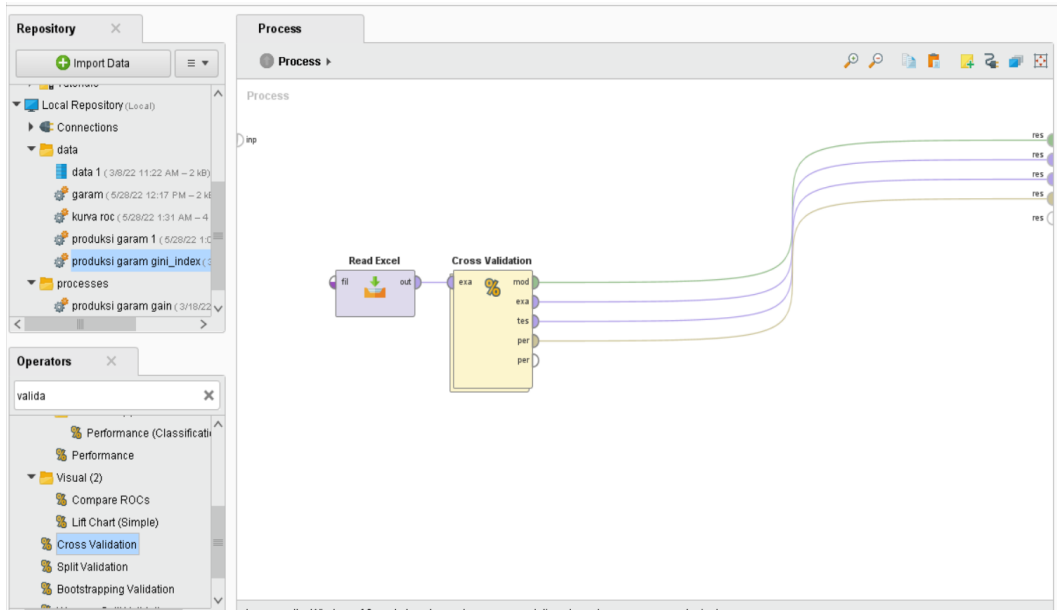 Repository
Import Data
Local Repository (Local)
Connections
data
data 1 ( 3/8/22 11:22 AM – 2 kB)
garam ( 5/28/22 12:17 PM – 2 kB
kurva roc ( 5/28/22 1:31 AM – 4
produksi garam 1 ( 5/28/22 1:0
produksi garam gini_index (
processes
produksi garam gain ( 3/18/22
Operators
valida
Performance (Classificati
Performance
Visual (2)
Compare ROCs
Lift Chart (Simple)
Cross Validation
Split Validation
Bootstrapping Validation
Process
Process
Process
inp
res
res
res
res
res
Read Excel
fil
out
Cross Validation
exa
mod
exa
tes
per
per